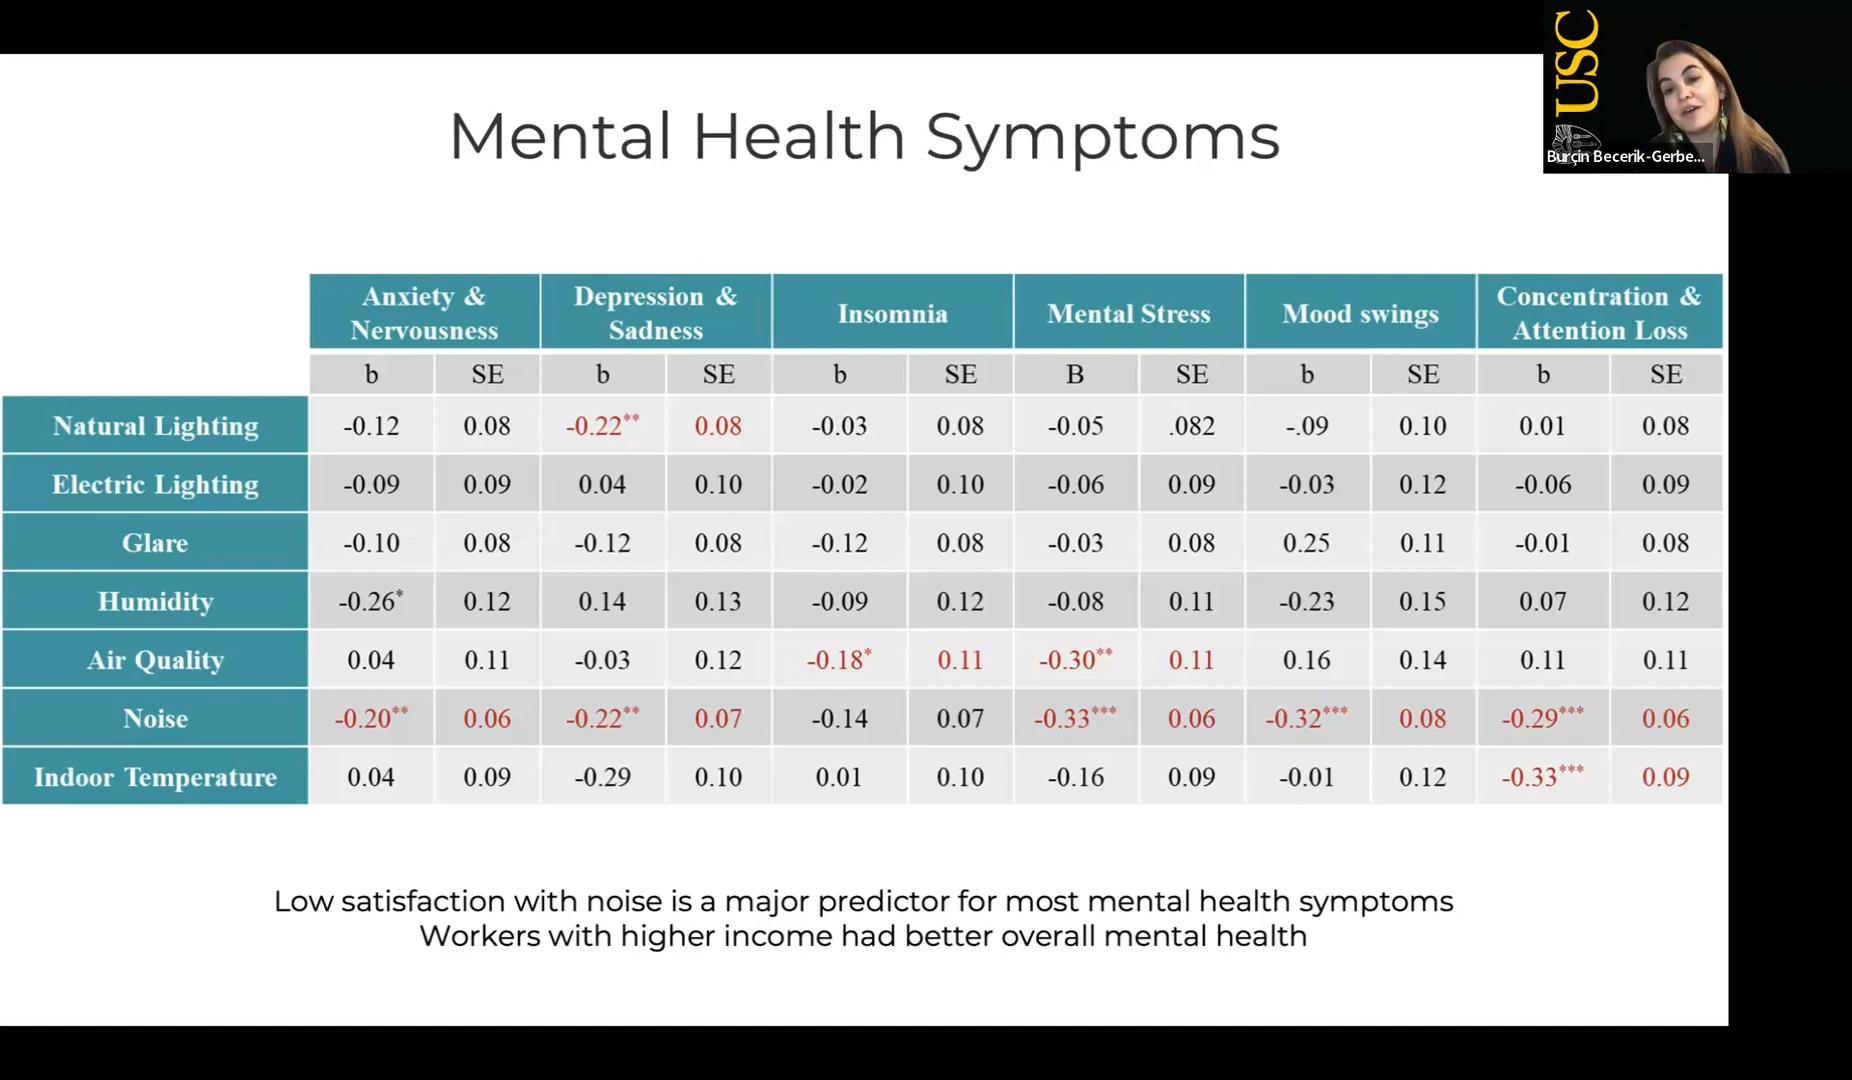 USC
Burçin Becerik-Gerbe...
Mental Health Symptoms
Anxiety & Nervousness Depression & Sadness Insomnia Mental Stress Mood swings Concentration & Attention Loss
b SE b SE b SE B SE b SE b SE
Natural Lighting -0.12 0.08 -0.22** 0.08 -0.03 0.08 -0.05 .082 -.09 0.10 0.01 0.08
Electric Lighting -0.09 0.09 0.04 0.10 -0.02 0.10 -0.06 0.09 -0.03 0.12 -0.06 0.09
Glare -0.10 0.08 -0.12 0.08 -0.12 0.08 -0.03 0.08 0.25 0.11 -0.01 0.08
Humidity -0.26* 0.12 0.14 0.13 -0.09 0.12 -0.08 0.11 -0.23 0.15 0.07 0.12
Air Quality 0.04 0.11 -0.03 0.12 -0.18* 0.11 -0.30** 0.11 0.16 0.14 0.11 0.11
Noise -0.20** 0.06 -0.22** 0.07 -0.14 0.07 -0.33*** 0.06 -0.32*** 0.08 -0.29*** 0.06
Indoor Temperature 0.04 0.09 -0.29 0.10 0.01 0.10 -0.16 0.09 -0.01 0.12 -0.33*** 0.09
Low satisfaction with noise is a major predictor for most mental health symptoms
Workers with higher income had better overall mental health